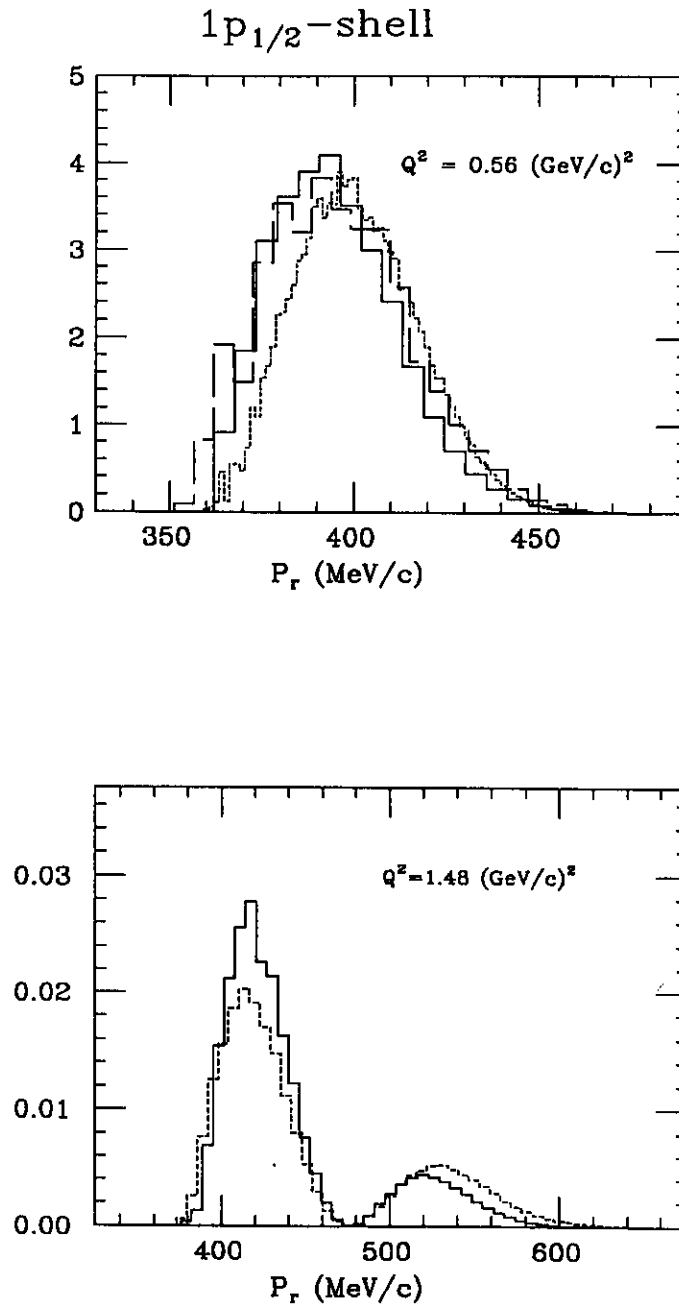 1p1/2-shell
5
4
3
2
1
0
Q² = 0.56 (GeV/c)²
350 400 450
Pr (MeV/c)
0.03
0.02
0.01
0.00
Q²=1.48 (GeV/c)²
400 500 600
Pr (MeV/c)